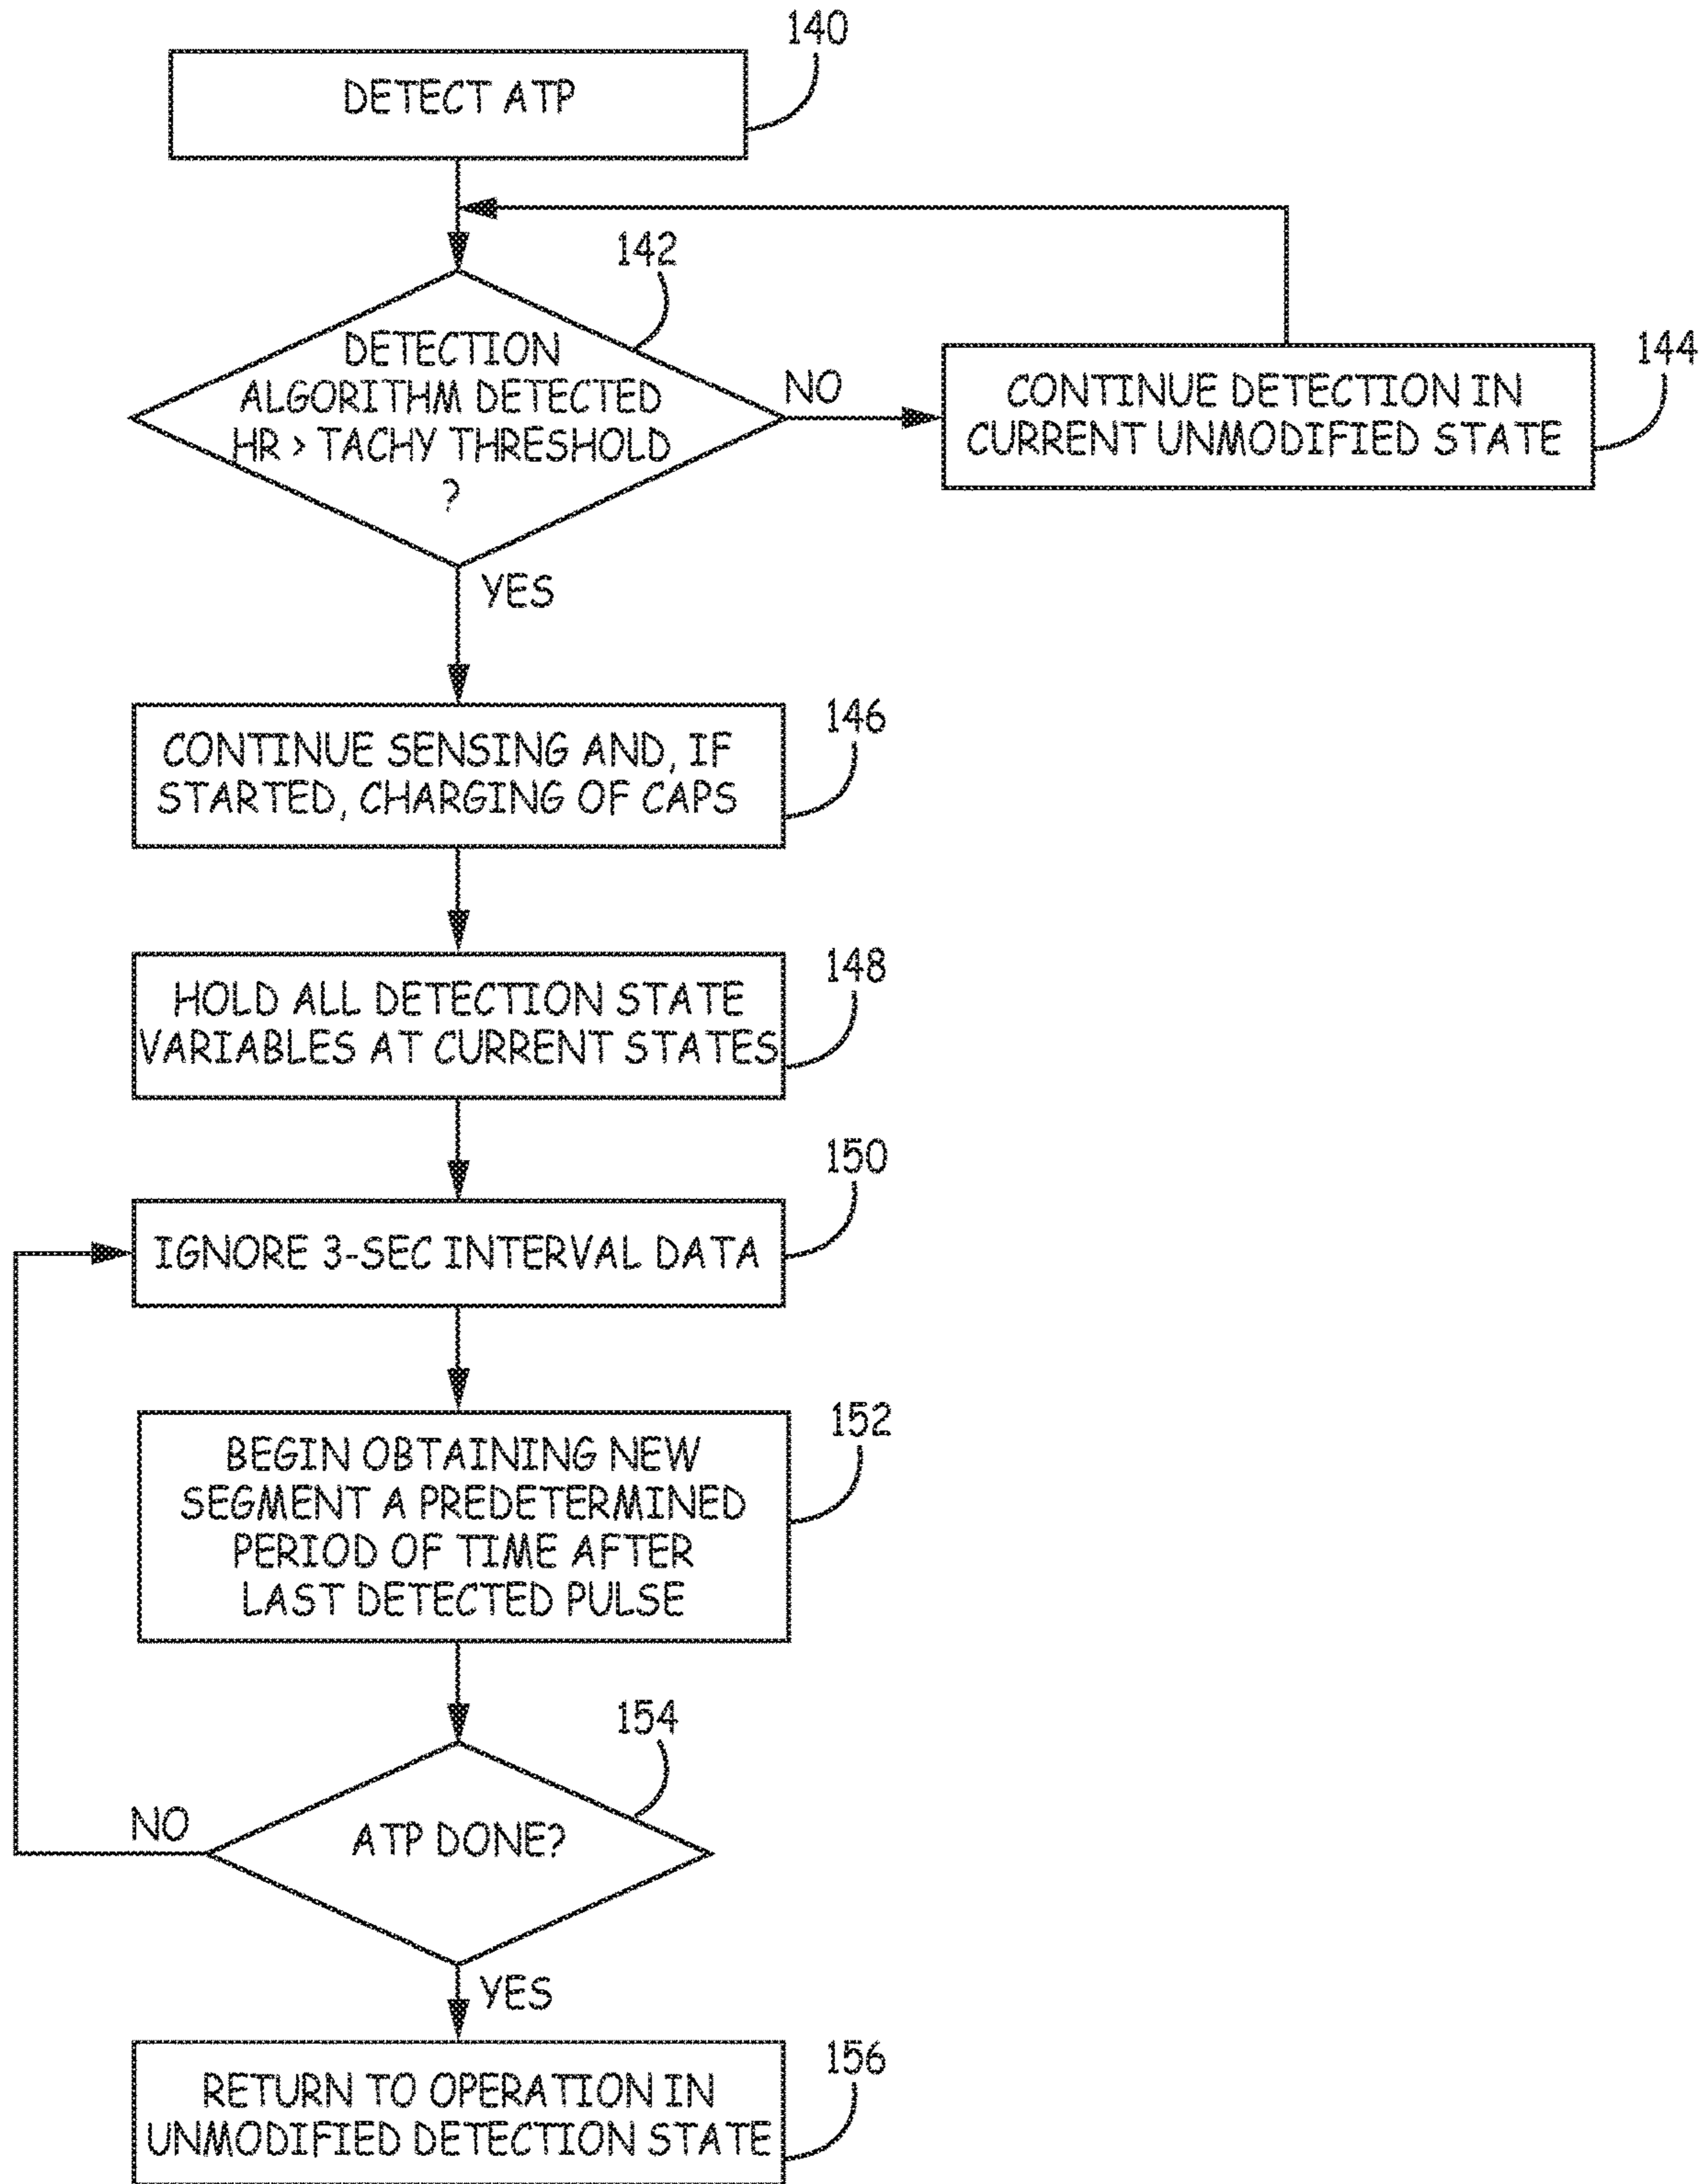 140
DETECT ATP
142
DETECTION
ALGORITHM DETECTED
HR > TACHY THRESHOLD
?
NO
144
CONTINUE DETECTION IN
CURRENT UNMODIFIED STATE
YES
146
CONTINUE SENSING AND, IF
STARTED, CHARGING OF CAPS
148
HOLD ALL DETECTION STATE
VARIABLES AT CURRENT STATES
150
IGNORE 3-SEC INTERVAL DATA
152
BEGIN OBTAINING NEW
SEGMENT A PREDETERMINED
PERIOD OF TIME AFTER
LAST DETECTED PULSE
154
ATP DONE?
NO
YES
156
RETURN TO OPERATION IN
UNMODIFIED DETECTION STATE